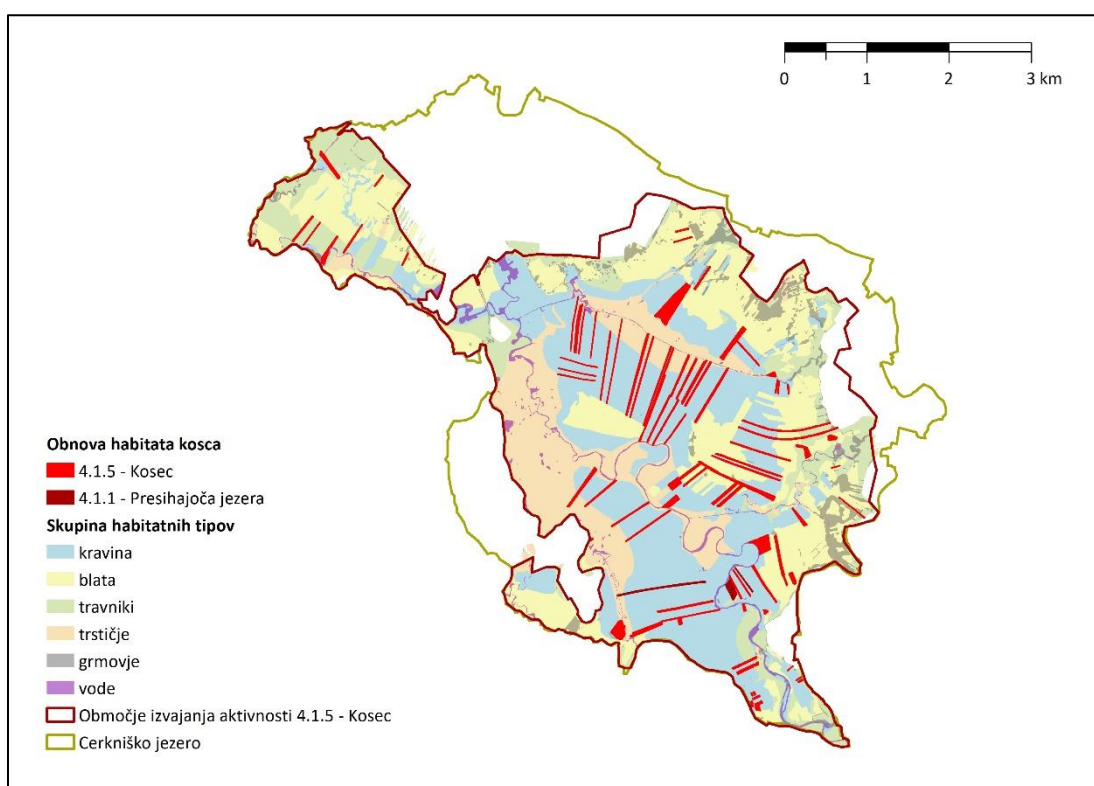 0 1 2 3 km
Obnova habitata kosca
4.1.5 - Kosec
4.1.1 - Presihajoča jezera
Skupina habitatnih tipov
kravina
blata
travniki
trstičje
grmovje
vode
Območje izvajanja aktivnosti 4.1.5 - Kosec
Cerkniško jezero